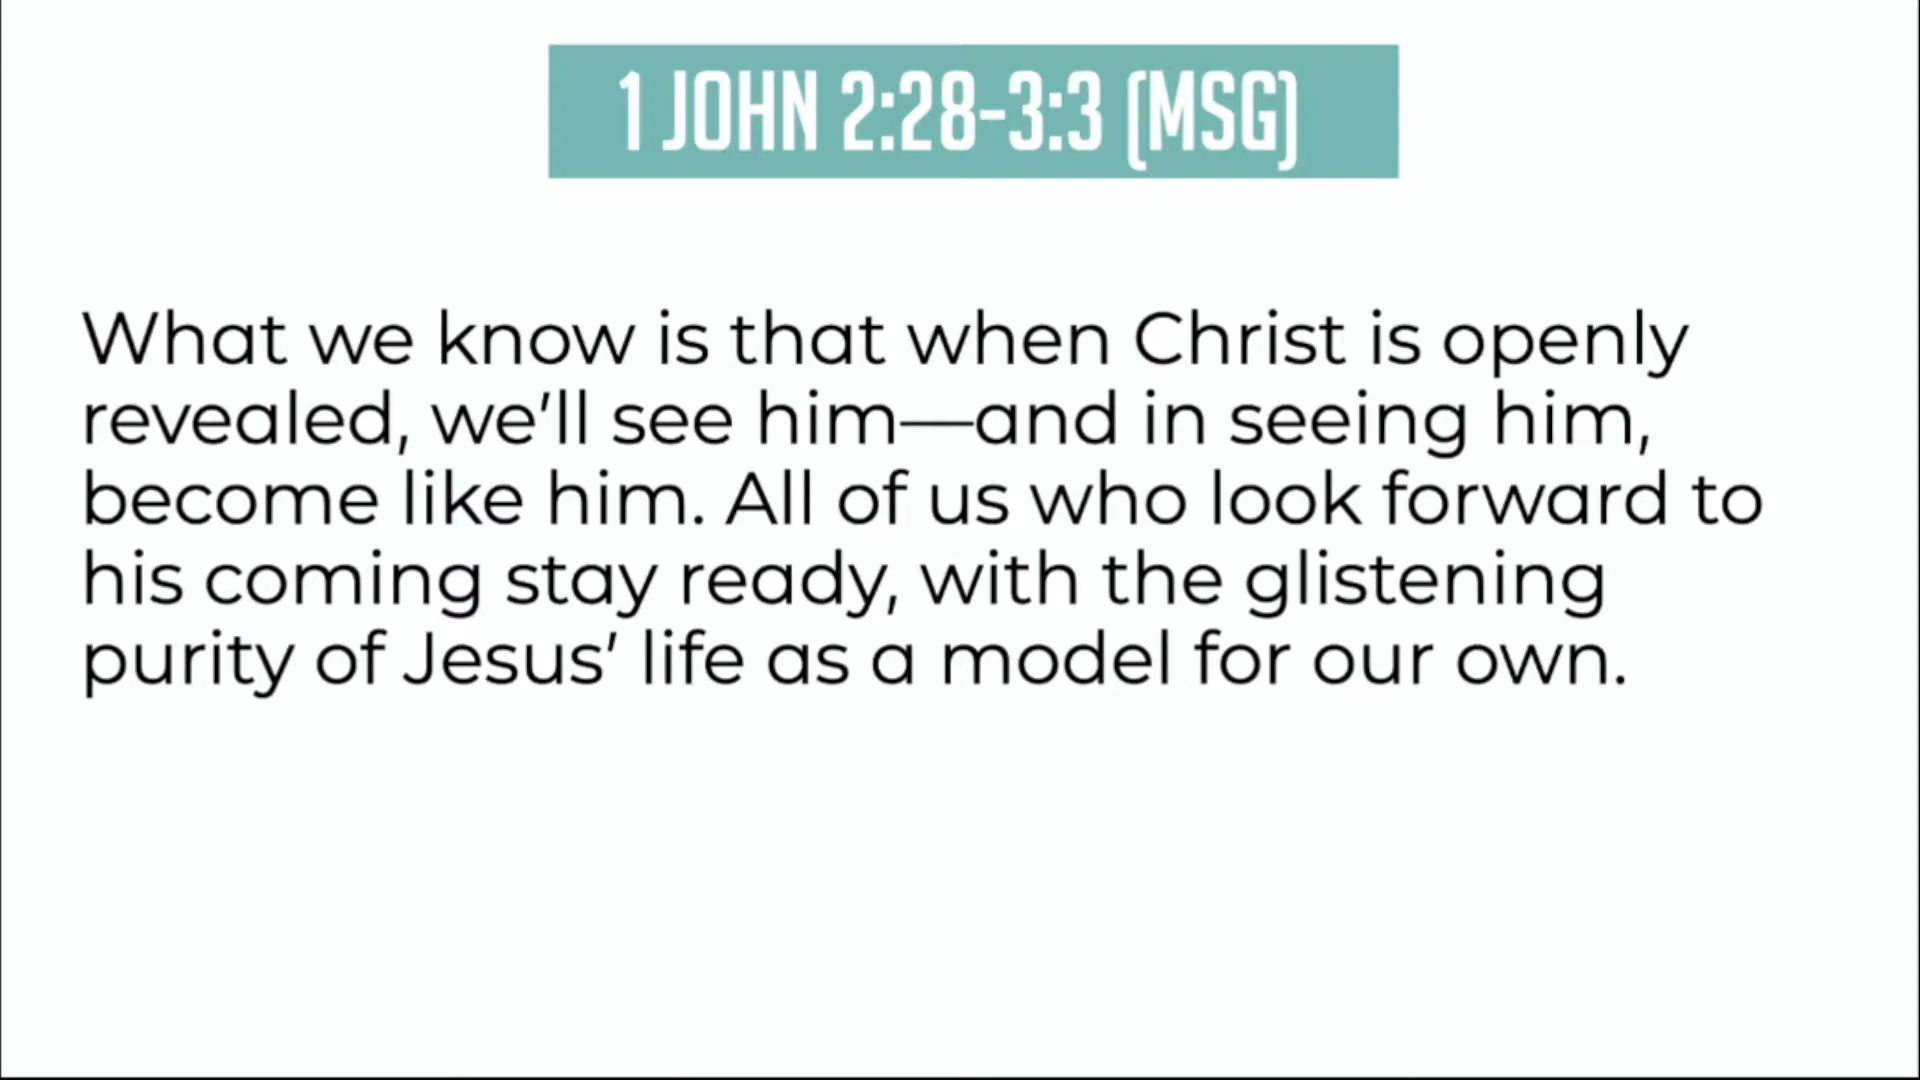 1 JOHN 2:28-3:3 (MSG)
What we know is that when Christ is openly
revealed, we’ll see him—and in seeing him,
become like him. All of us who look forward to
his coming stay ready, with the glistening
purity of Jesus’ life as a model for our own.